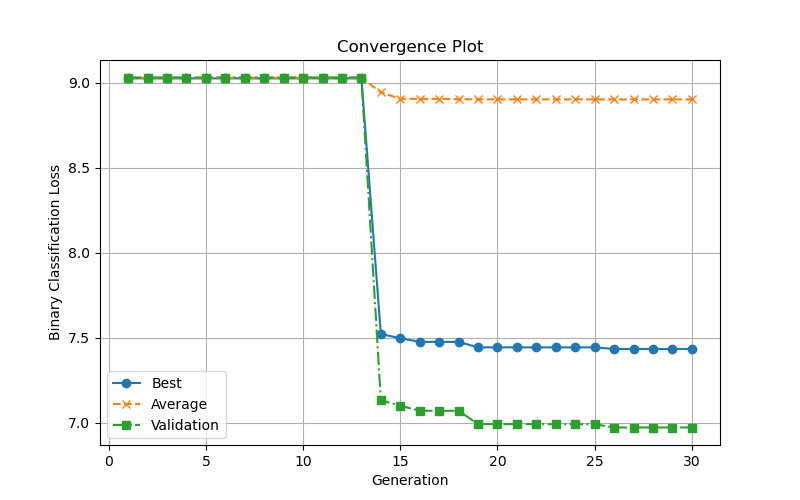 Convergence Plot
Binary Classification Loss
9.0
8.5
8.0
7.5
7.0
Best
Average
Validation
0
5
10
15
20
25
30
Generation